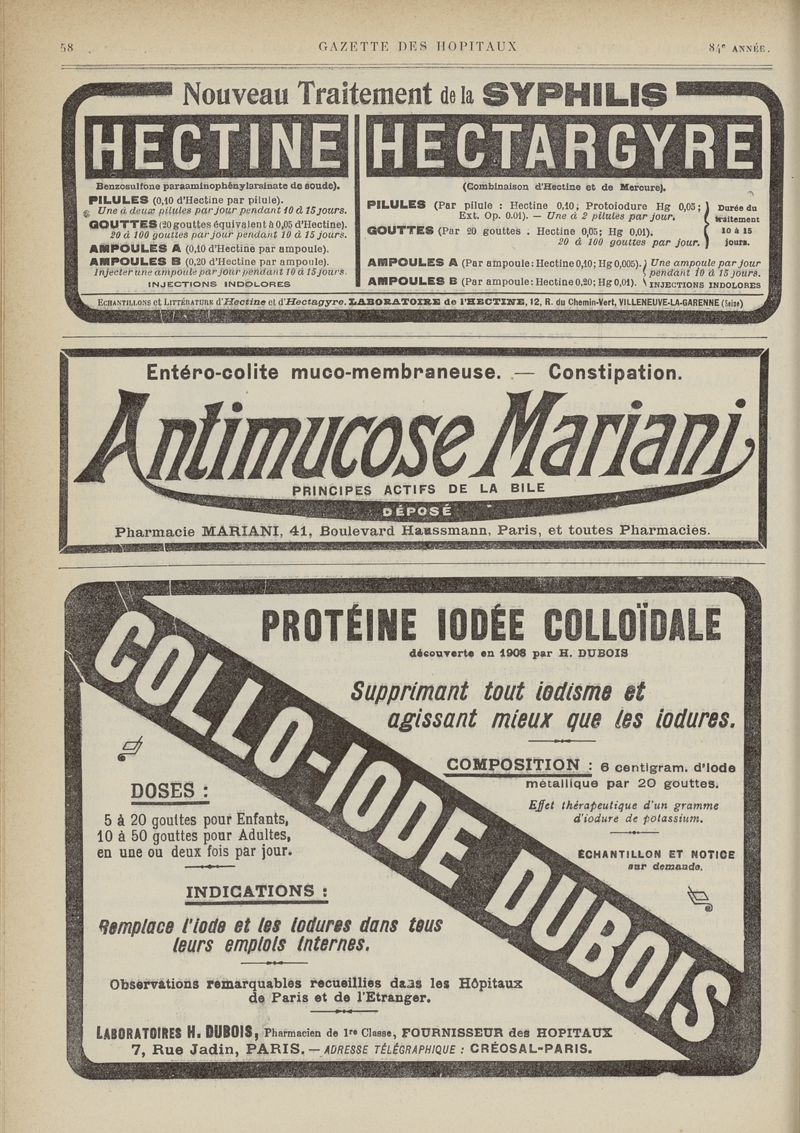 58
GAZETTE DES HOPITAUX
84e ANNÉE.
Nouveau Traitement de la SYPHILIS
HECTINE
Benzosulfone paraaminophénylarsinate de soude).
PILULES (0,10 d'Hectine par pilule).
Une à deux pilules par jour pendant 10 à 15 jours.
GOUTTES (20 gouttes équivalent à 0,05 d'Hectine).
20 à 100 gouttes par jour pendant 10 à 15 jours.
AMPOULES A (0,10 d'Hectine par ampoule).
AMPOULES B (0,20 d'Hectine par ampoule).
Injecter une ampoule par jour pendant 10 à 15 jours.
INJECTIONS INDOLORES
HECTARGYRE
(Combinaison d'Hectine et de Mercure).
PILULES (Par pilule : Hectine 0,10; Protoiodure Hg 0,05;
Ext. Op. 0.01). — Une à 2 pilules par jour.
GOUTTES (Par 20 gouttes . Hectine 0,05; Hg 0,01).
20 à 100 gouttes par jour.
Durée du
traitement
10 à 15
jours.
AMPOULES A (Par ampoule: Hectine 0,10; Hg 0,005).
AMPOULES B (Par ampoule: Hectine 0,20; Hg 0,01).
Une ampoule par jour
pendant 10 à 15 jours.
INJECTIONS INDOLORES
ECHANTILLONS et LITTÉRATURE d'Hectine et d'Hectagyre. LABORATOIRE de l'HECTINE, 12, R. du Chemin-Vert, VILLENEUVE-LA-GARENNE (Seine)
Entéro-colite muco-membraneuse. — Constipation.
Antimucose Mariani
PRINCIPES ACTIFS DE LA BILE
DÉPOSÉ
Pharmacie MARIANI, 41, Boulevard Haussmann, Paris, et toutes Pharmacies.
PROTÉINE IODÉE COLLOÏDALE
découverte en 1908 par H. DUBOIS
Supprimant tout iodisme et
agissant mieux que les iodures.
COLLO-IODE DUBOIS
COMPOSITION : 6 centigram. d'Iode
métallique par 20 gouttes.
Effet thérapeutique d'un gramme
d'iodure de potassium.
ÉCHANTILLON ET NOTICE
sur demande.
DOSES :
5 à 20 gouttes pour Enfants,
10 à 50 gouttes pour Adultes,
en une ou deux fois par jour.
INDICATIONS :
Remplace l'iode et les Iodures dans tous
leurs emplois internes.
Observations remarquables recueillies dans les Hôpitaux
de Paris et de l'Etranger.
LABORATOIRES H. DUBOIS, Pharmacien de 1re Classe, FOURNISSEUR des HOPITAUX
7, Rue Jadin, PARIS. — ADRESSE TÉLÉGRAPHIQUE : CRÉOSAL-PARIS.